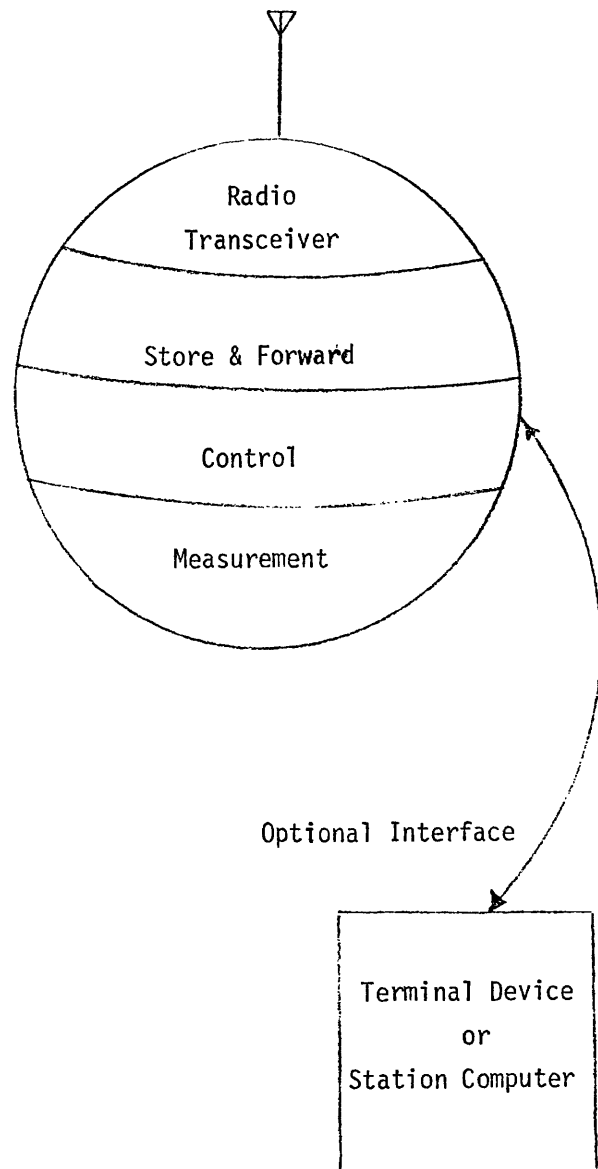 Radio
Transceiver
Store & Forward
Control
Measurement
Optional Interface
Terminal Device
or
Station Computer